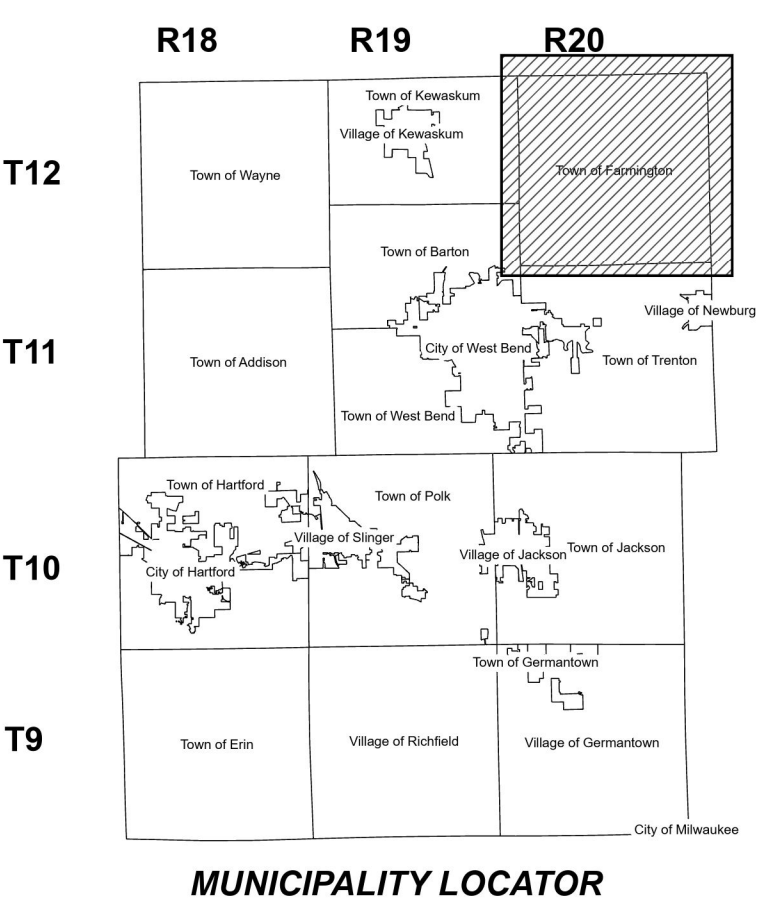 R18 R19 R20
Town of Kewaskum
Village of Kewaskum
T12
Town of Wayne
Town of Farmington
Town of Barton
Village of Newburg
T11
City of West Bend
Town of Addison
Town of Trenton
Town of West Bend
Town of Hartford
Town of Polk
Village of Slinger
Village of Jackson
Town of Jackson
T10
City of Hartford
Town of Germantown
T9
Town of Erin
Village of Richfield
Village of Germantown
City of Milwaukee
MUNICIPALITY LOCATOR